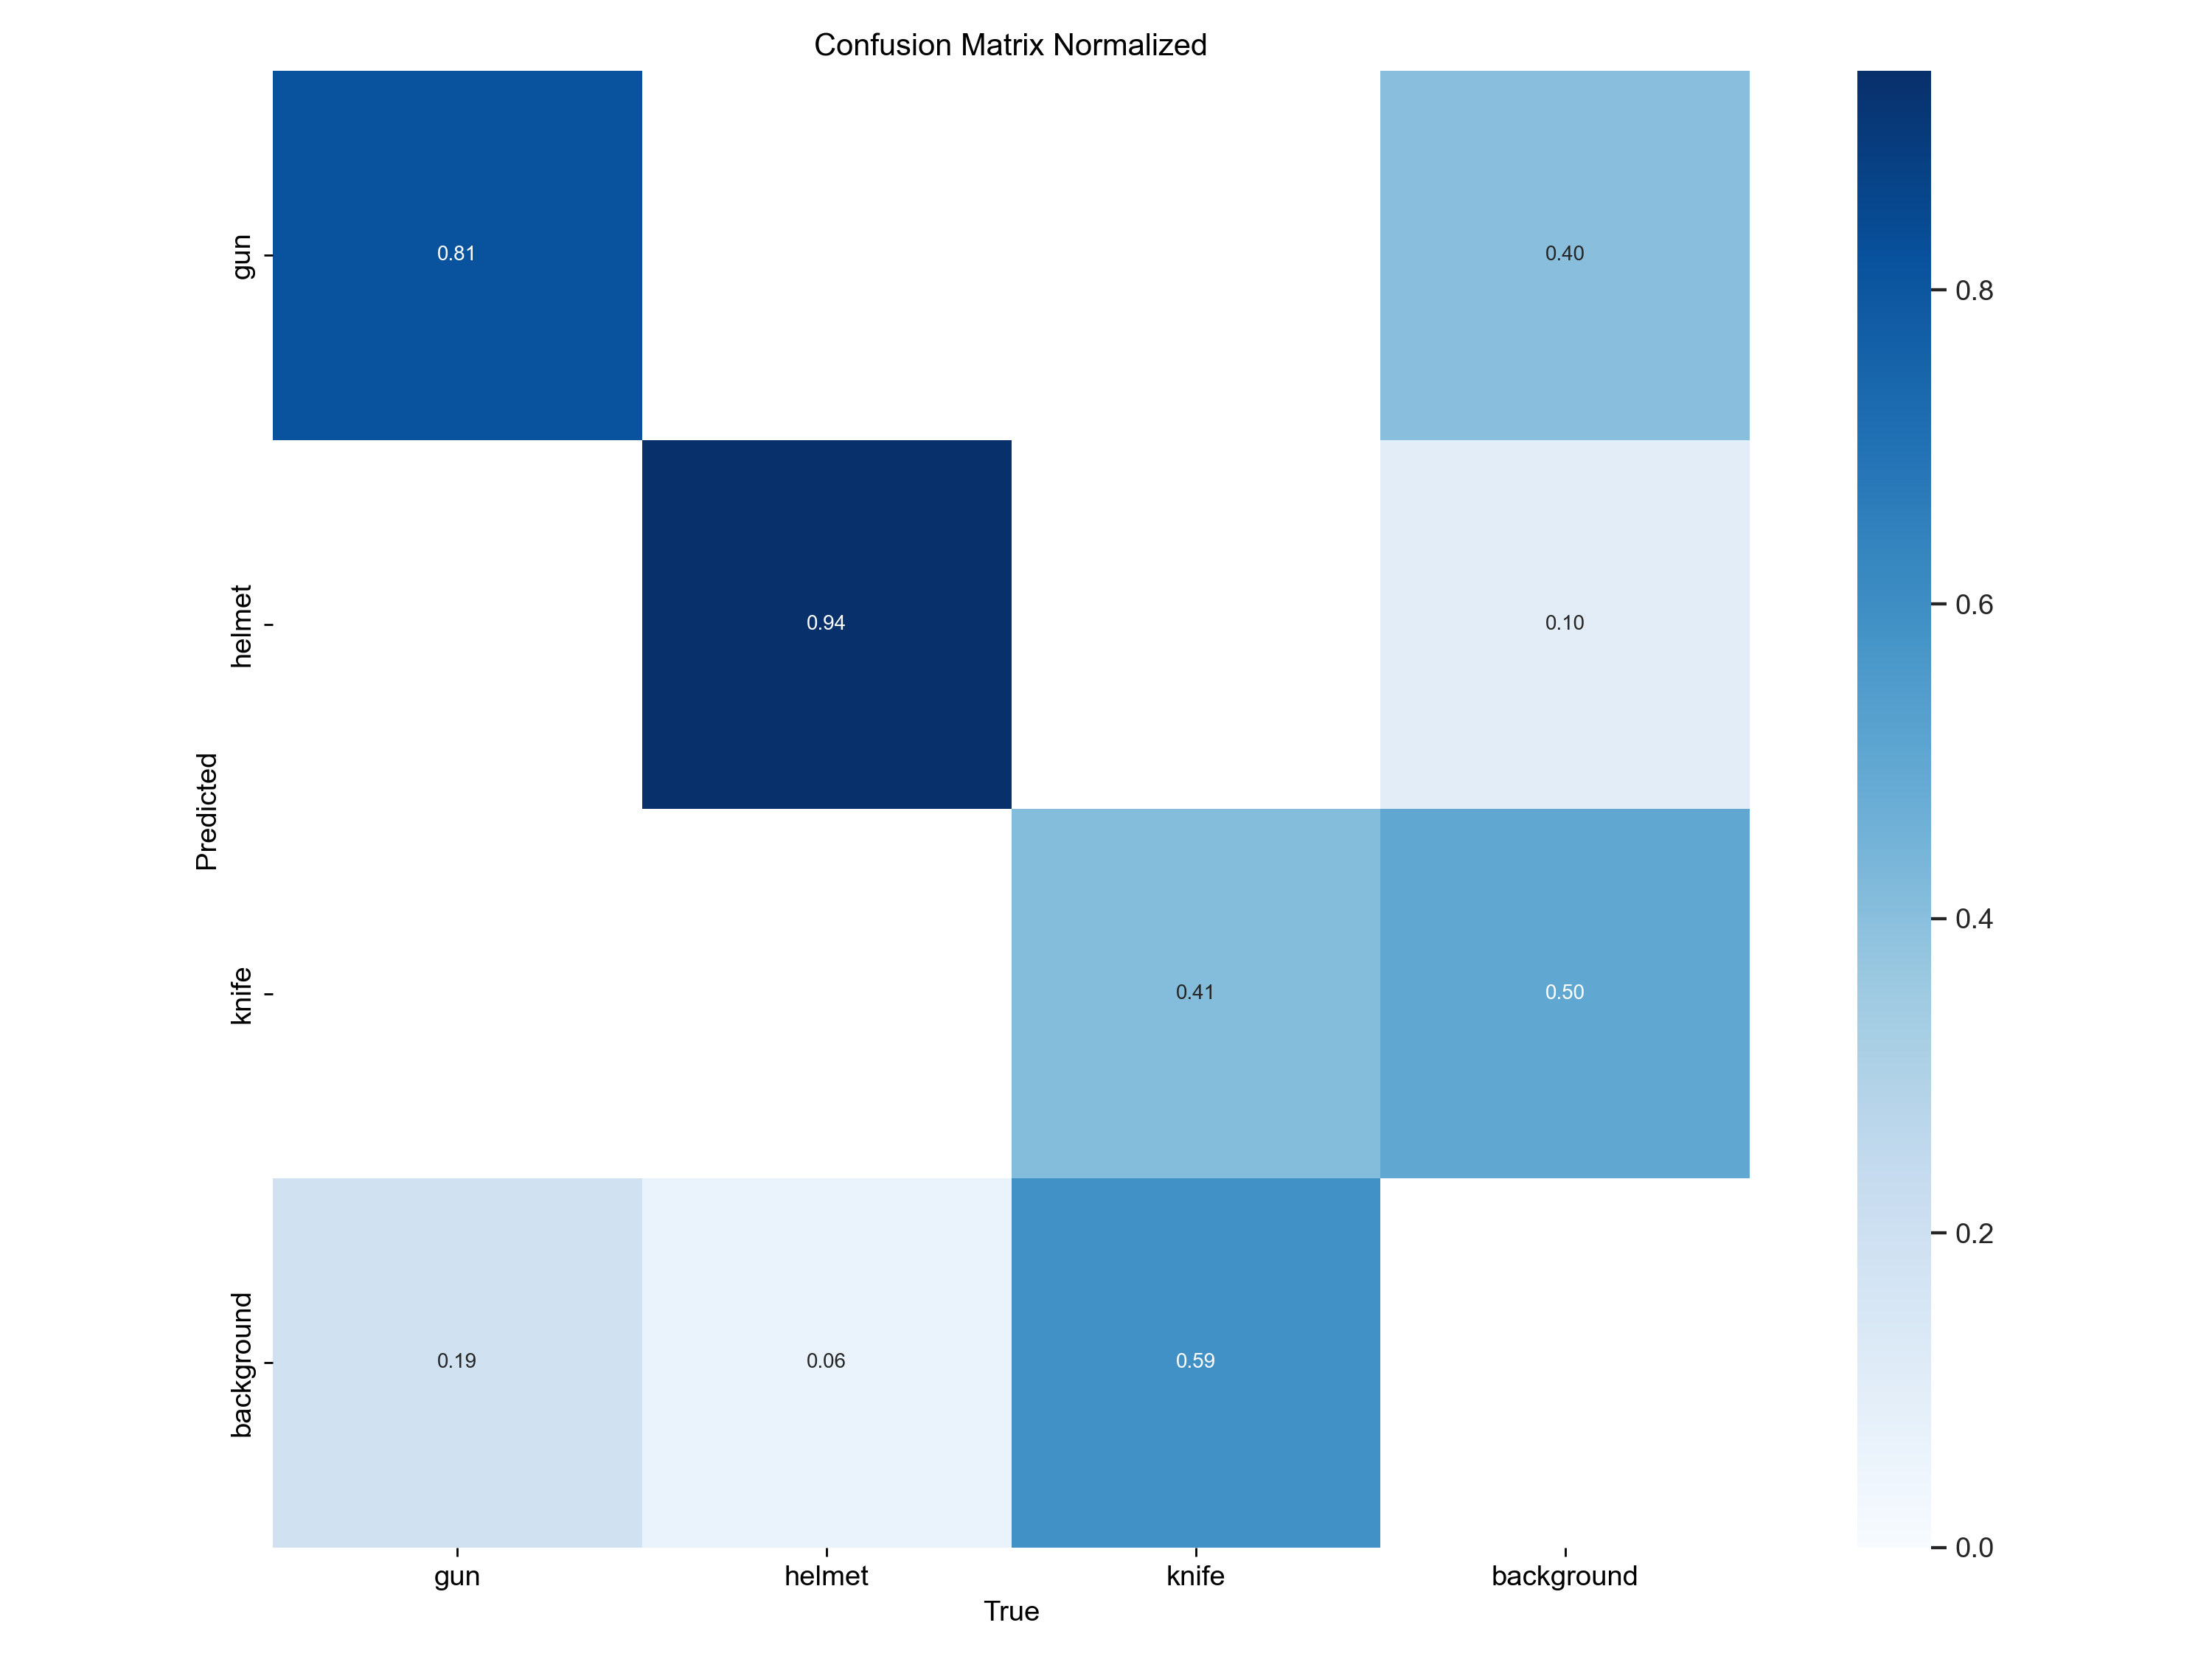 Confusion Matrix Normalized
gun
0.81
0.40
0.8
helmet
0.94
0.10
0.6
Predicted
knife
0.41
0.50
0.4
background
0.19
0.06
0.59
0.2
0.0
gun
helmet
knife
background
True